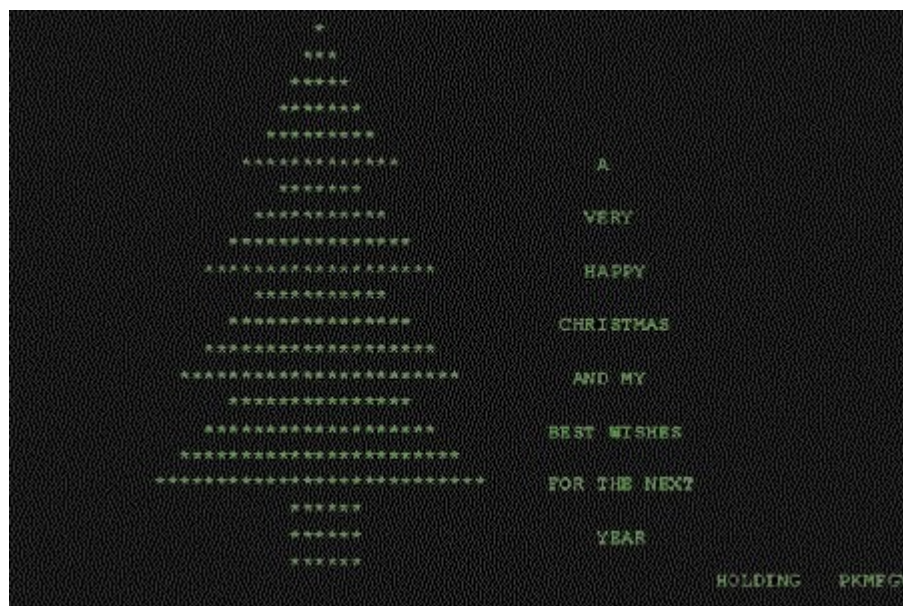 A
VERY
HAPPY
CHRISTMAS
AND MY
BEST WISHES
FOR THE NEXT
YEAR
HOLDING